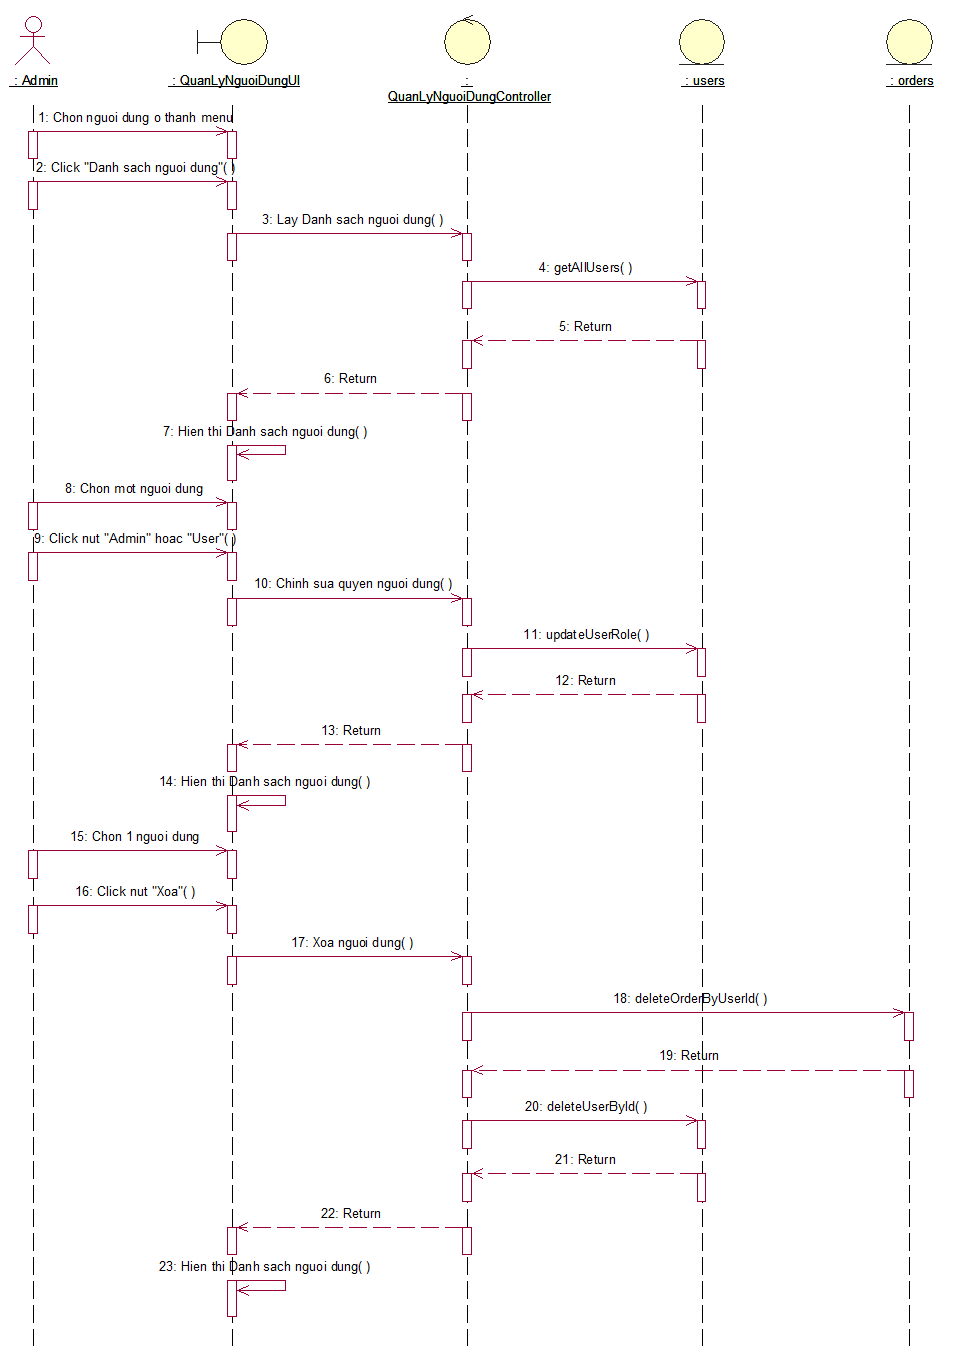 : Admin
: QuanLyNguoiDungUI
:
QuanLyNguoiDungController
: users
: orders
1: Chon nguoi dung o thanh menu
2: Click "Danh sach nguoi dung"( )
3: Lay Danh sach nguoi dung( )
4: getAllUsers( )
5: Return
6: Return
7: Hien thi Danh sach nguoi dung( )
8: Chon mot nguoi dung
9: Click nut "Admin" hoac "User"( )
10: Chinh sua quyen nguoi dung( )
11: updateUserRole( )
12: Return
13: Return
14: Hien thi Danh sach nguoi dung( )
15: Chon 1 nguoi dung
16: Click nut "Xoa"( )
17: Xoa nguoi dung( )
18: deleteOrderByUserId( )
19: Return
20: deleteUserById( )
21: Return
22: Return
23: Hien thi Danh sach nguoi dung( )